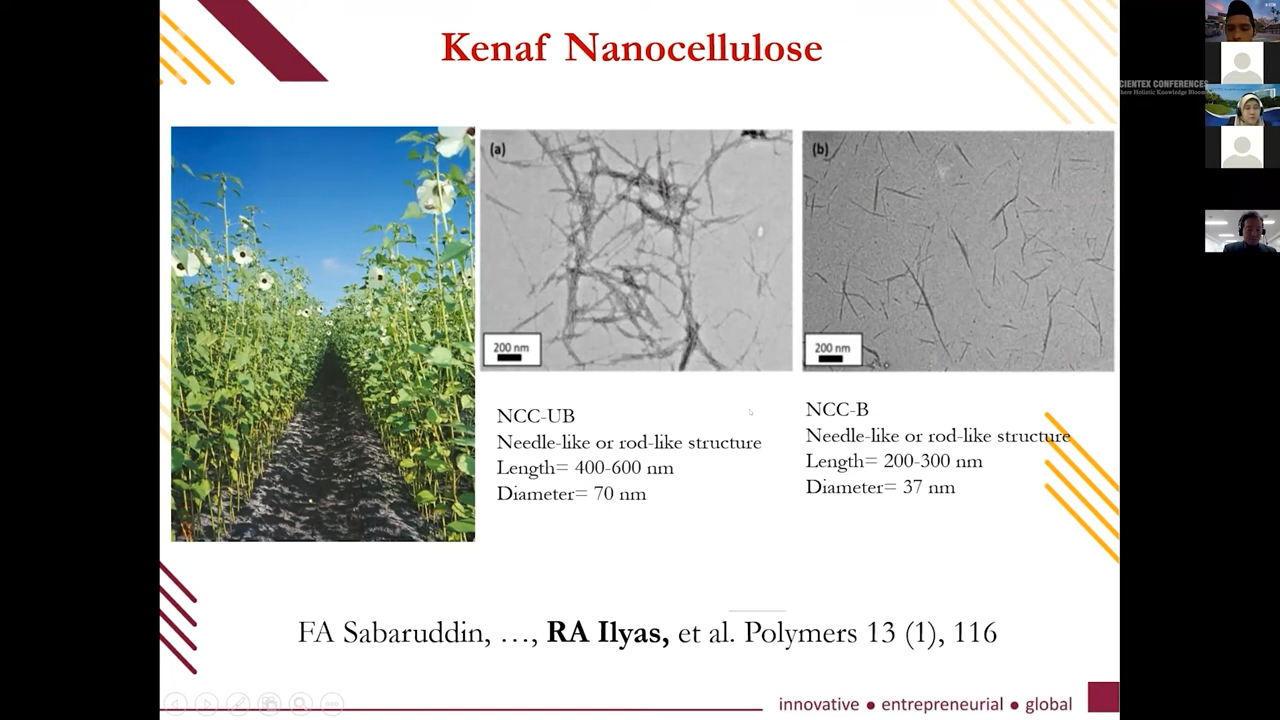 Kenaf Nanocellulose
(a)
200 nm
(b)
200 nm
NCC-UB
Needle-like or rod-like structure
Length= 400-600 nm
Diameter= 70 nm
NCC-B
Needle-like or rod-like structure
Length= 200-300 nm
Diameter= 37 nm
FA Sabaruddin, …, RA Ilyas, et al. Polymers 13 (1), 116
innovative ● entrepreneurial ● global
CIENTEX CONFERENCES
here Holistic Knowledge Bloom